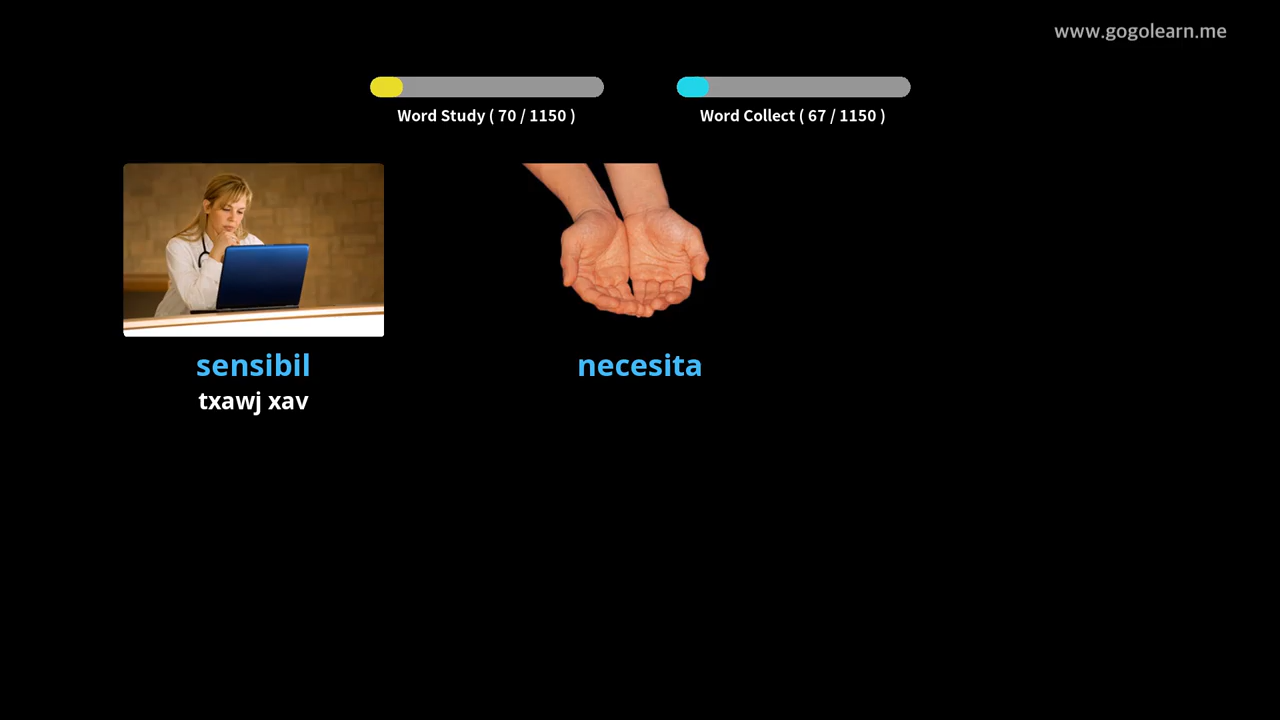 www.gogolearn.me
Word Study ( 70 / 1150 )
Word Collect ( 67 / 1150 )
sensibil
txawj xav
necesita